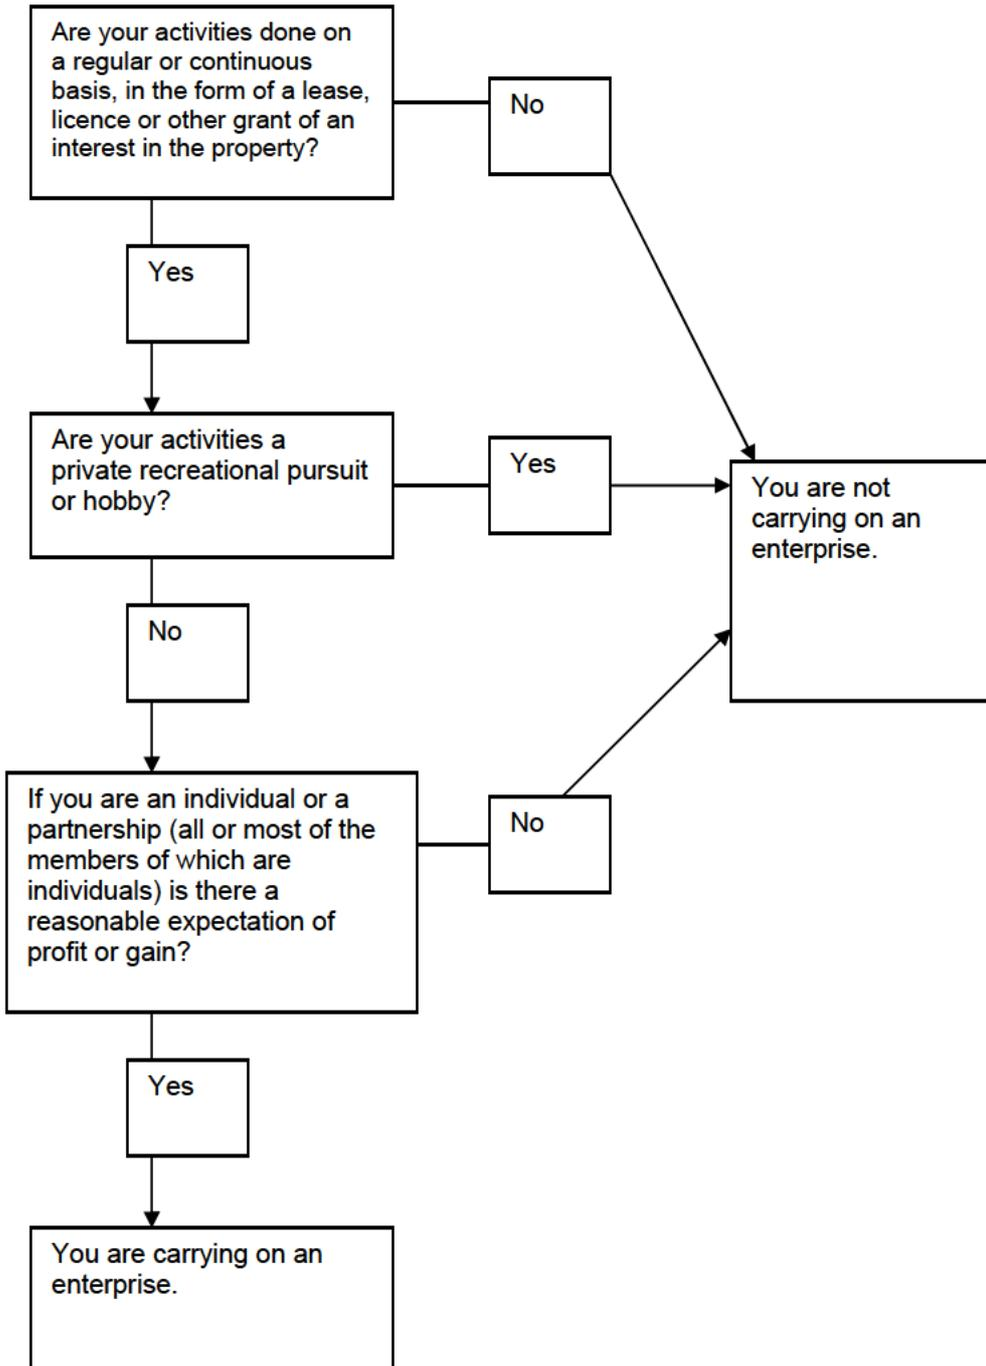 Are your activities done on
a regular or continuous
basis, in the form of a lease,
licence or other grant of an
interest in the property?
No
Yes
Are your activities a
private recreational pursuit
or hobby?
Yes
You are not
carrying on an
enterprise.
No
If you are an individual or a
partnership (all or most of the
members of which are
individuals) is there a
reasonable expectation of
profit or gain?
No
Yes
You are carrying on an
enterprise.